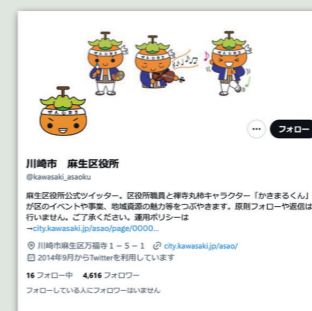 フォロー
川崎市　麻生区役所
@kawasaki_asaoku
麻生区役所公式ツイッター。区役所職員と禅寺丸柿キャラクター「かきまるくん」
が区のイベントや事業、地域資源の魅力等をつぶやきます。原則フォローや返信は
行いません。ご了承ください。運用ポリシーは
→city.kawasaki.jp/asao/page/0000...
川崎市麻生区万福寺１－５－１ city.kawasaki.jp/asao/
2014年9月からTwitterを利用しています
16 フォロー中 4,616 フォロワー
フォローしている人にフォロワーはいません